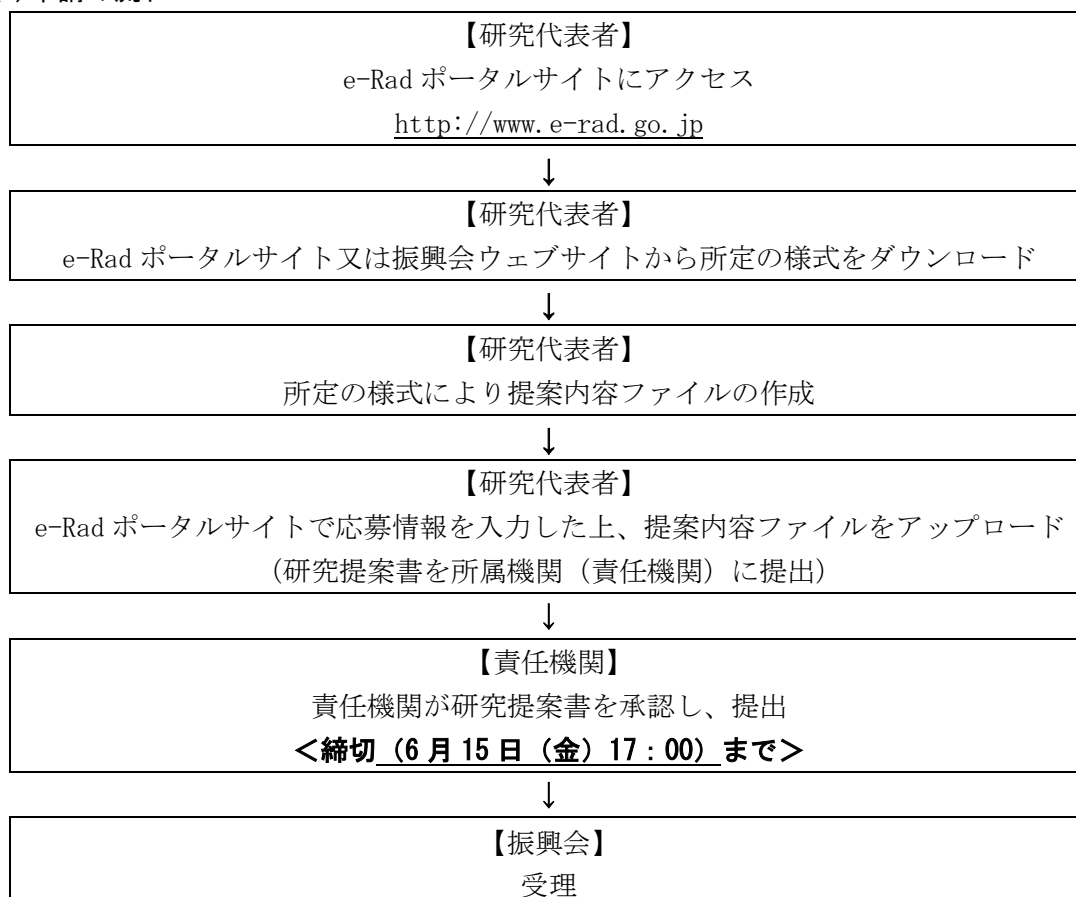 【研究代表者】
e-Rad ポータルサイトにアクセス
http://www.e-rad.go.jp
↓
【研究代表者】
e-Rad ポータルサイト又は振興会ウェブサイトから所定の様式をダウンロード
↓
【研究代表者】
所定の様式により提案内容ファイルの作成
↓
【研究代表者】
e-Rad ポータルサイトで応募情報を入力した上、提案内容ファイルをアップロード
（研究提案書を所属機関（責任機関）に提出）
↓
【責任機関】
責任機関が研究提案書を承認し、提出
＜締切（6 月 15 日（金）17：00）まで＞
↓
【振興会】
受理